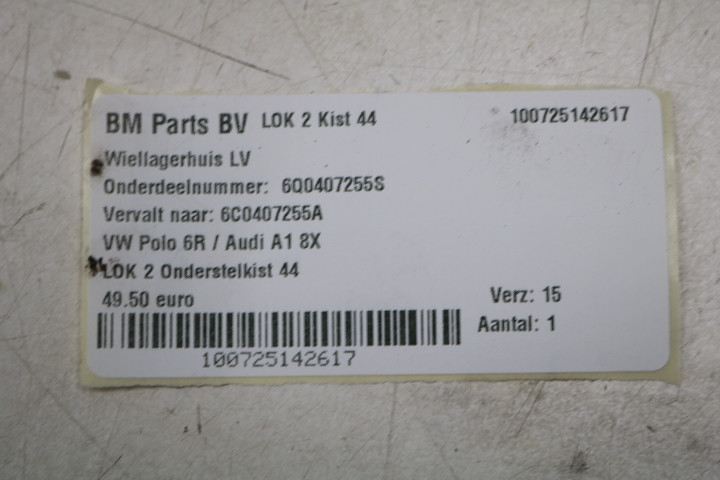 BM Parts BV LOK 2 Kist 44 100725142617
Wiellagerhuis LV
Onderdeelnummer: 6Q0407255S
Vervalt naar: 6C0407255A
VW Polo 6R / Audi A1 8X
LOK 2 Onderstelkist 44
49.50 euro Verz: 15
Aantal: 1
100725142617